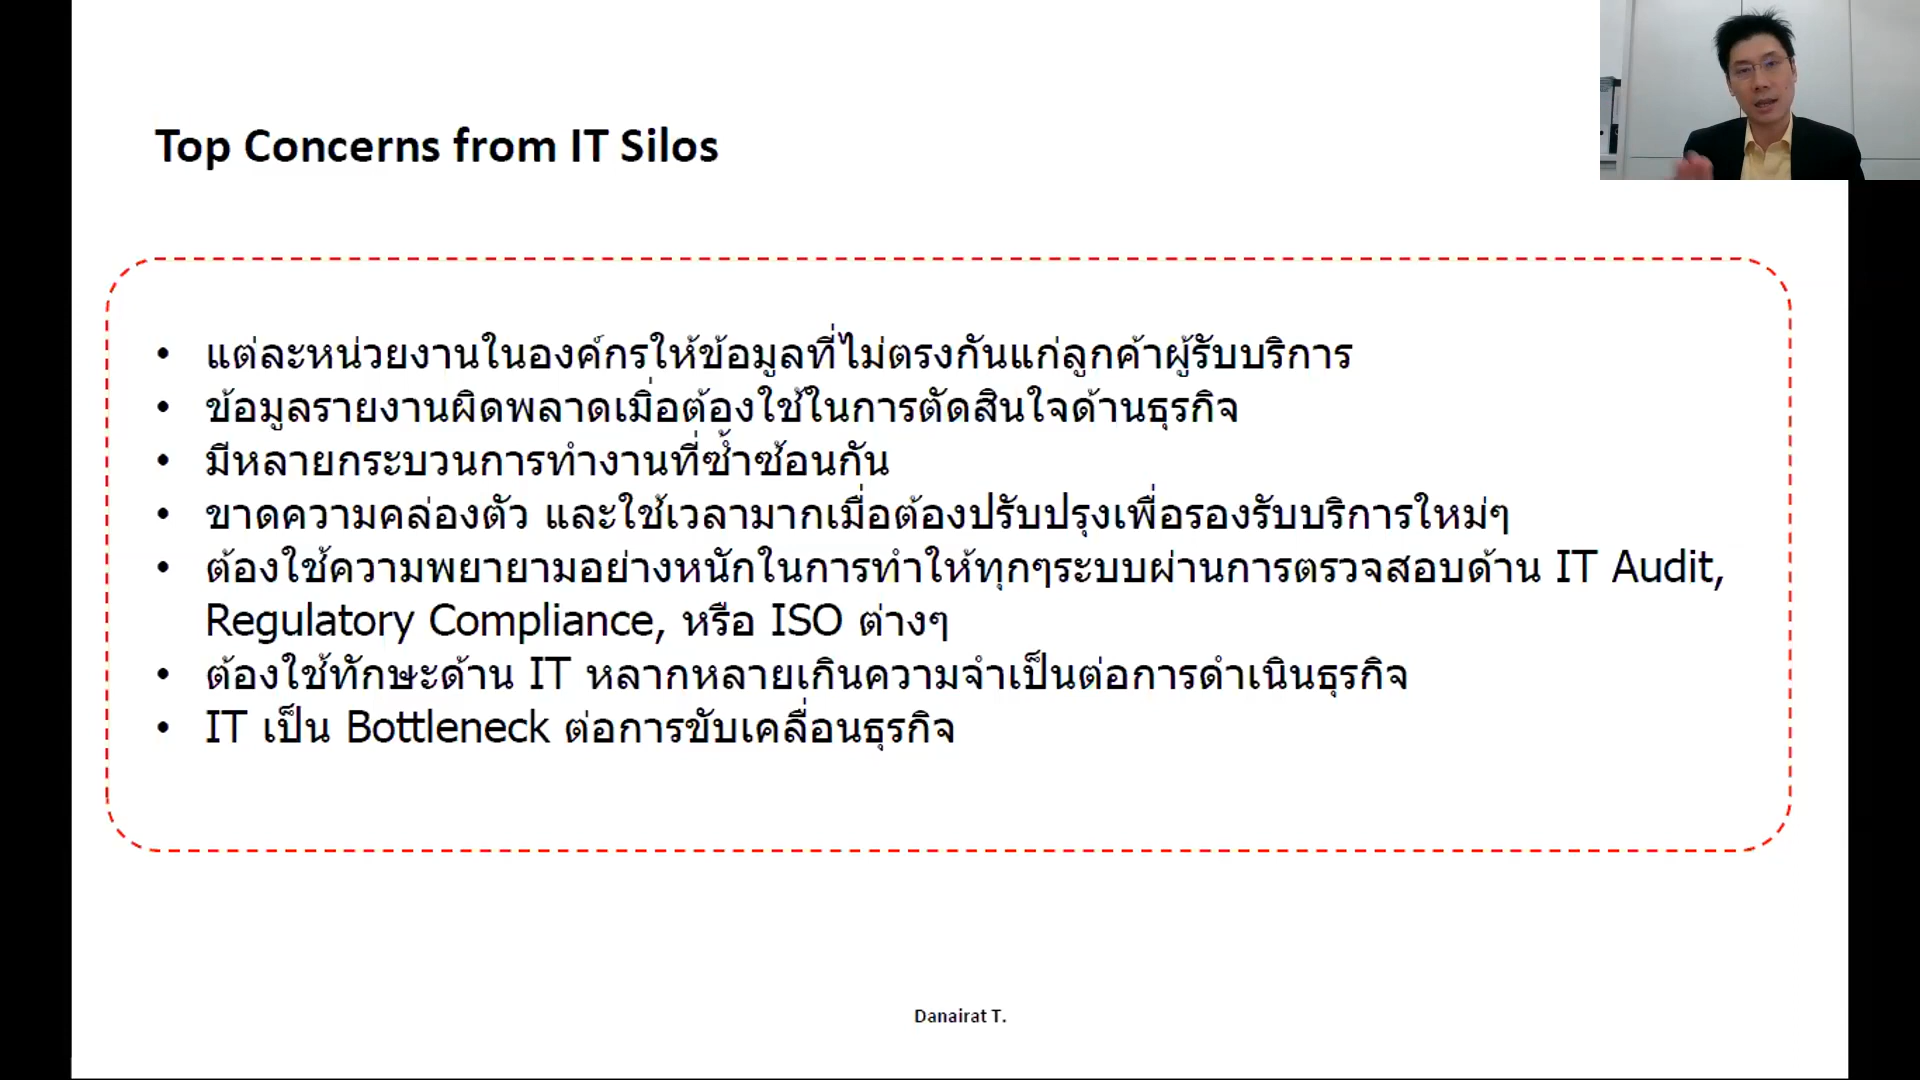 Top Concerns from IT Silos
• แต่ละหน่วยงานในองค์กรให้ข้อมูลที่ไม่ตรงกันแก่ลูกค้าผู้รับบริการ
• ข้อมูลรายงานผิดพลาดเมื่อต้องใช้ในการตัดสินใจด้านธุรกิจ
• มีหลายกระบวนการทำงานที่ซ้ำซ้อนกัน
• ขาดความคล่องตัว และใช้เวลามากเมื่อต้องปรับปรุงเพื่อรองรับบริการใหม่ๆ
• ต้องใช้ความพยายามอย่างหนักในการทำให้ทุกๆระบบผ่านการตรวจสอบด้าน IT Audit,
Regulatory Compliance, หรือ ISO ต่างๆ
• ต้องใช้ทักษะด้าน IT หลากหลายเกินความจำเป็นต่อการดำเนินธุรกิจ
• IT เป็น Bottleneck ต่อการขับเคลื่อนธุรกิจ
Danairat T.